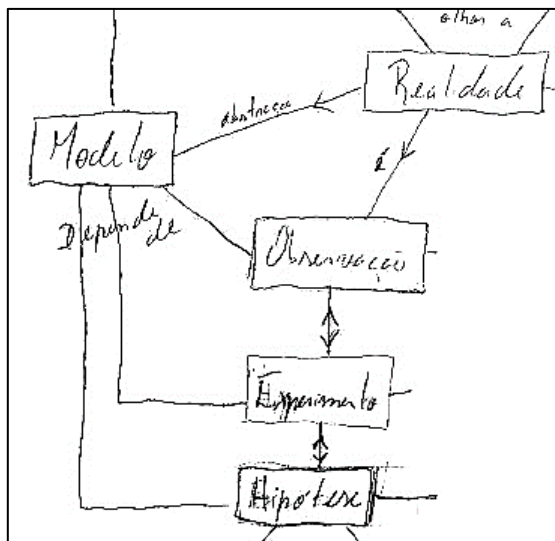 olhar a
Realidade
abstração
Modelo
é
Depende
de
Observação
Experimento
Hipótese